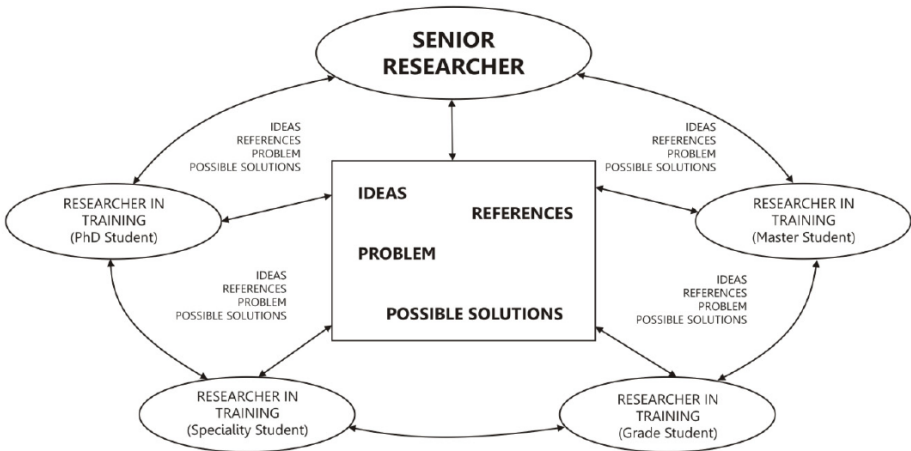 SENIOR
RESEARCHER
IDEAS
REFERENCES
PROBLEM
POSSIBLE SOLUTIONS
IDEAS
REFERENCES
PROBLEM
POSSIBLE SOLUTIONS
RESEARCHER IN
TRAINING
(PhD Student)
IDEAS
REFERENCES
PROBLEM
POSSIBLE SOLUTIONS
RESEARCHER IN
TRAINING
(Master Student)
IDEAS
REFERENCES
PROBLEM
POSSIBLE SOLUTIONS
IDEAS
REFERENCES
PROBLEM
POSSIBLE SOLUTIONS
RESEARCHER IN
TRAINING
(Speciality Student)
RESEARCHER IN
TRAINING
(Grade Student)